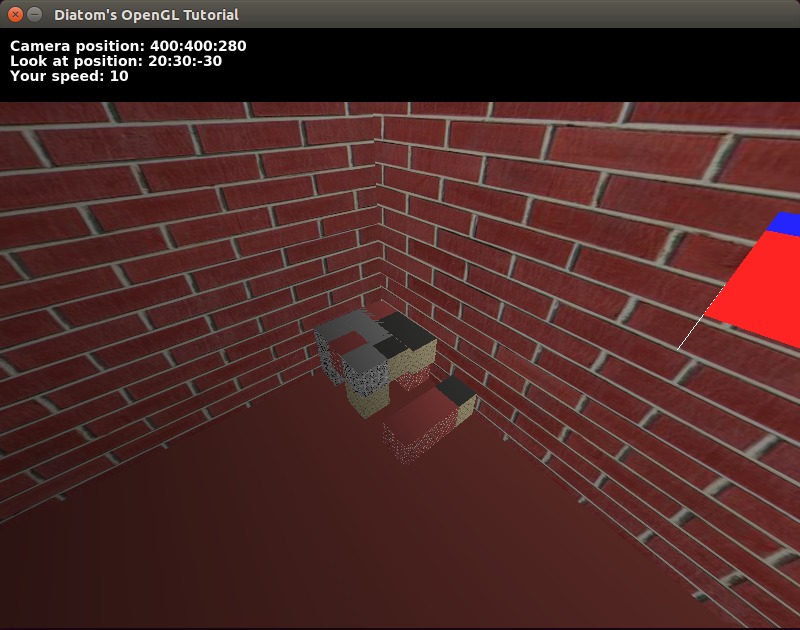 Diatom's OpenGL Tutorial
Camera position: 400:400:280
Look at position: 20:30:-30
Your speed: 10